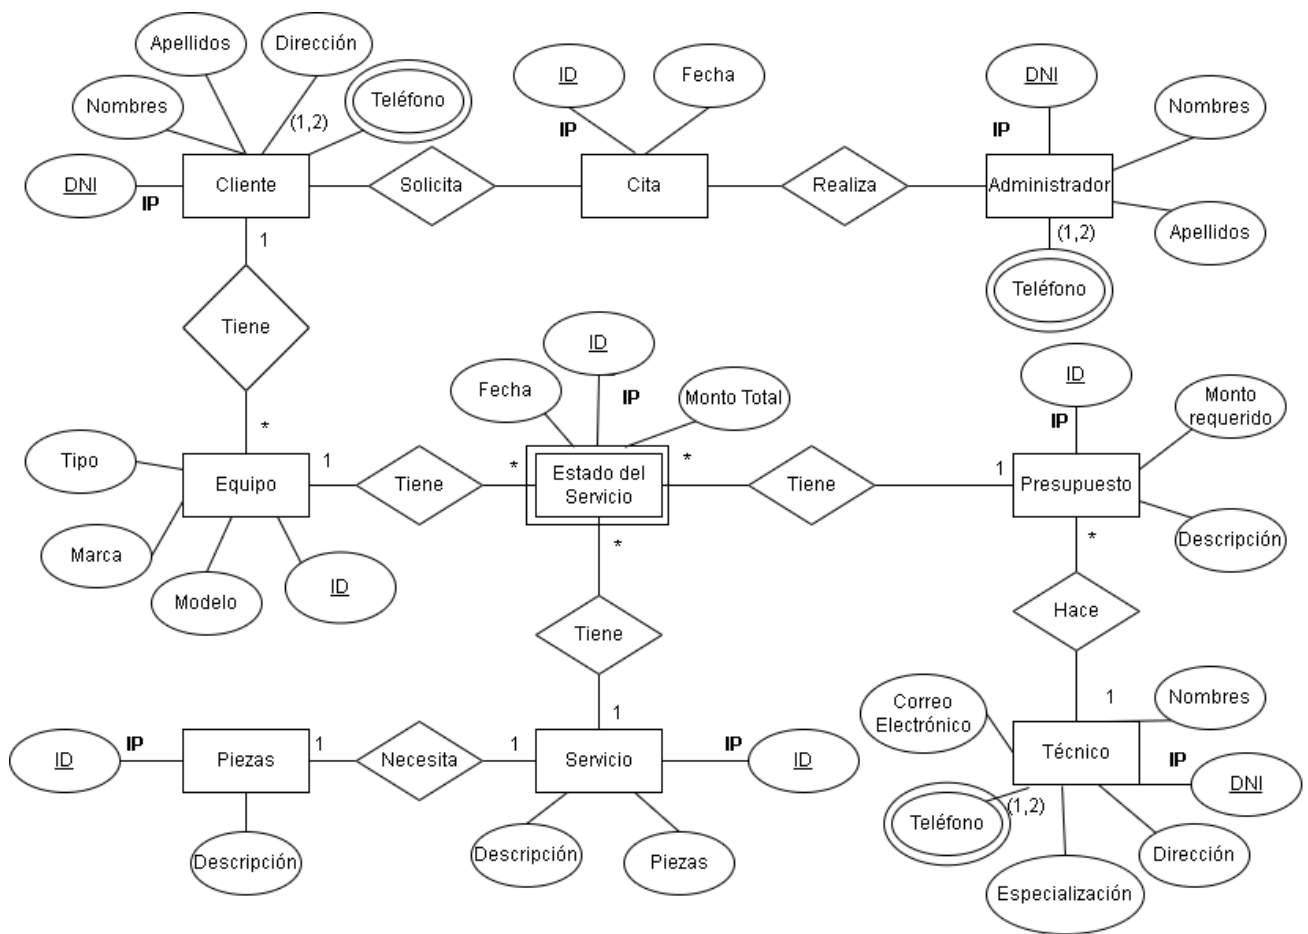 Apellidos
Dirección
ID
Fecha
DNI
Nombres
Teléfono
Nombres
(1,2)
IP
IP
DNI
Cliente
Solicita
Cita
Realiza
Administrador
IP
1
(1,2)
Apellidos
Teléfono
Tiene
ID
Fecha
IP
Monto Total
ID
Monto
requerido
IP
*
Tipo
1
*
*
1
Equipo
Tiene
Estado del
Servicio
Tiene
Presupuesto
Marca
*
*
Descripción
Modelo
ID
Hace
Tiene
1
Nombres
Correo
Electrónico
1
IP
1
1
IP
Técnico
IP
ID
Piezas
Necesita
Servicio
ID
DNI
(1,2)
Teléfono
Descripción
Descripción
Piezas
Dirección
Especialización